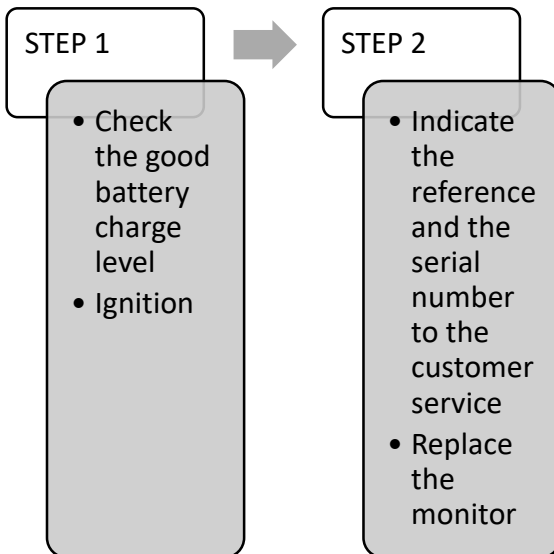 STEP 1
• Check
the good
battery
charge
level
• Ignition
STEP 2
• Indicate
the
reference
and the
serial
number
to the
customer
service
• Replace
the
monitor